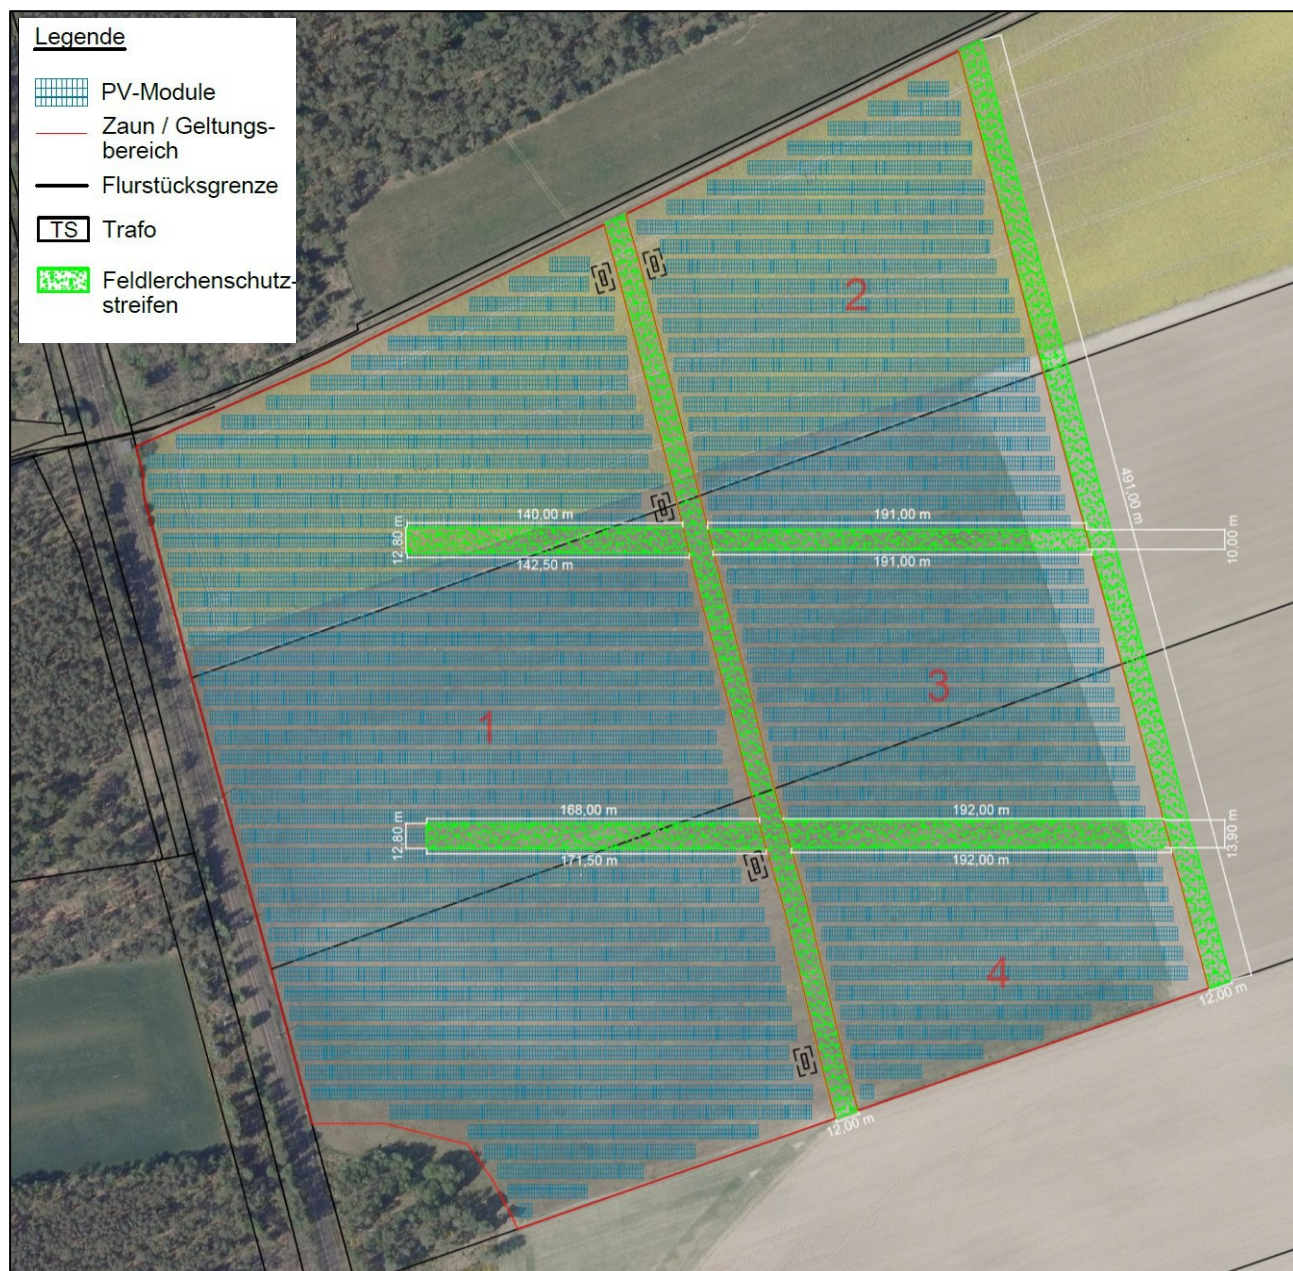 Legende
PV-Module
Zaun / Geltungs-
bereich
Flurstücksgrenze
TS Trafo
Feldlerchenschutz-
streifen
2
491,00 m
140,00 m
191,00 m
12,80 m
10,00 m
142,50 m
191,00 m
3
1
168,00 m
192,00 m
12,80 m
13,90 m
171,50 m
192,00 m
4
12,00 m
12,00 m